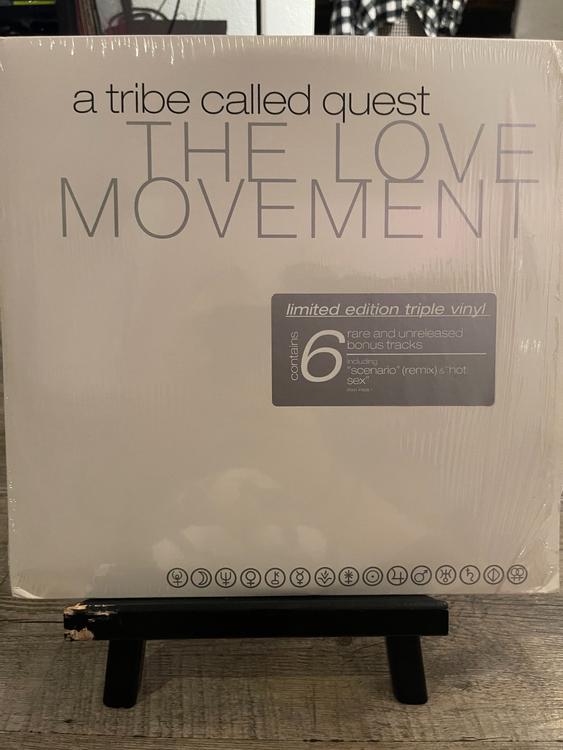 a tribe called quest
THE LOVE
MOVEMENT
limited edition triple vinyl
contains
6
rare and unreleased
bonus tracks
including
"scenario" (remix) & "hot
sex"